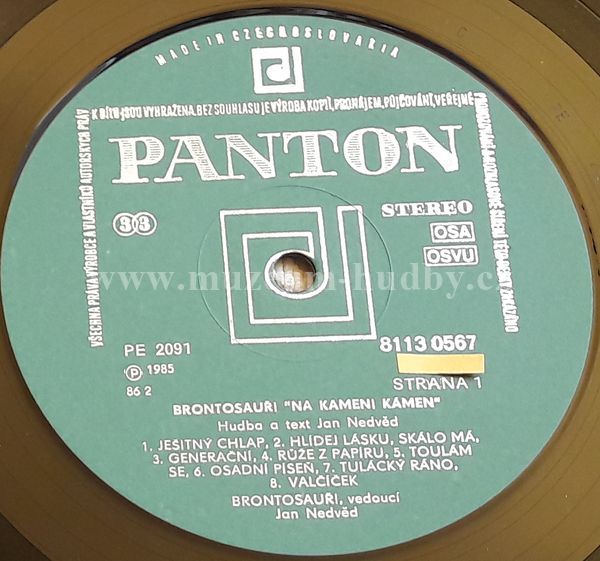 MADE IN CZECHOSLOVAKIA
VŠECHNA PRÁVA VÝROBCE A VLASTNÍKŮ AUTORSKÝCH PRÁV
K DÍLU JSOU VYHRAŽENA. BEZ SOUHLASU JE VÝROBA KOPIÍ, PRONÁJEM, PŮJČOVÁNÍ, VEŘEJNÉ
PANTON
33
STEREO
OSA
OSVU
www.muzeum-hudby.cz
PE 2091
8113 0567
Ⓟ 1985
86 2
STRANA 1
BRONTOSAUŘI "NA KAMENI KÁMEN"
Hudba a text Jan Nedvěd
1. JEŠITNÝ CHLAP, 2. HLÍDEJ LÁSKU, SKÁLO MÁ,
3. GENERAČNÍ, 4. RŮŽE Z PAPÍRU, 5. TOULÁM
SE, 6. OSADNÍ PÍSEŇ, 7. TULÁCKÝ RÁNO,
8. VALČÍČEK
BRONTOSAUŘI, vedoucí
Jan Nedvěd